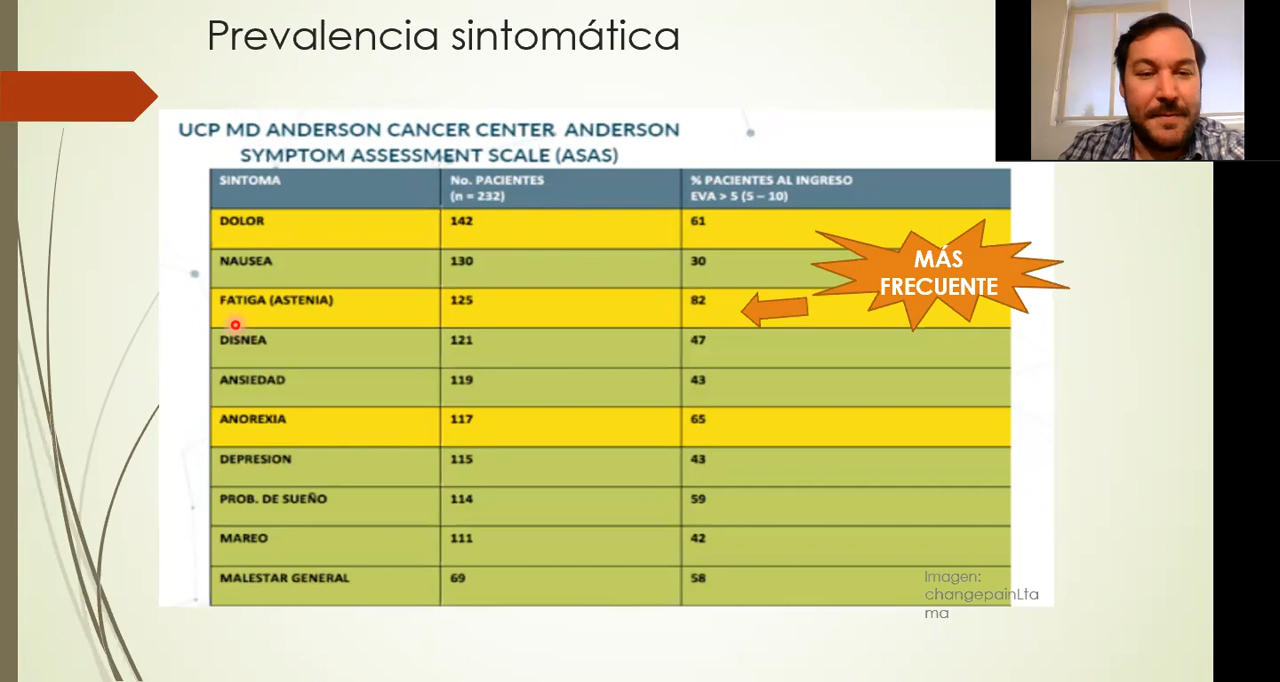 Prevalencia sintomática
UCP MD ANDERSON CANCER CENTER ANDERSON
SYMPTOM ASSESSMENT SCALE (ASAS)
SINTOMA No. PACIENTES % PACIENTES AL INGRESO
(n = 232) EVA > 5 (5 – 10)
DOLOR 142 61
NAUSEA 130 30
FATIGA (ASTENIA) 125 82
DISNEA 121 47
ANSIEDAD 119 43
ANOREXIA 117 65
DEPRESION 115 43
PROB. DE SUEÑO 114 59
MAREO 111 42
MALESTAR GENERAL 69 58
MÁS
FRECUENTE
Imagen:
changepainLta
ma